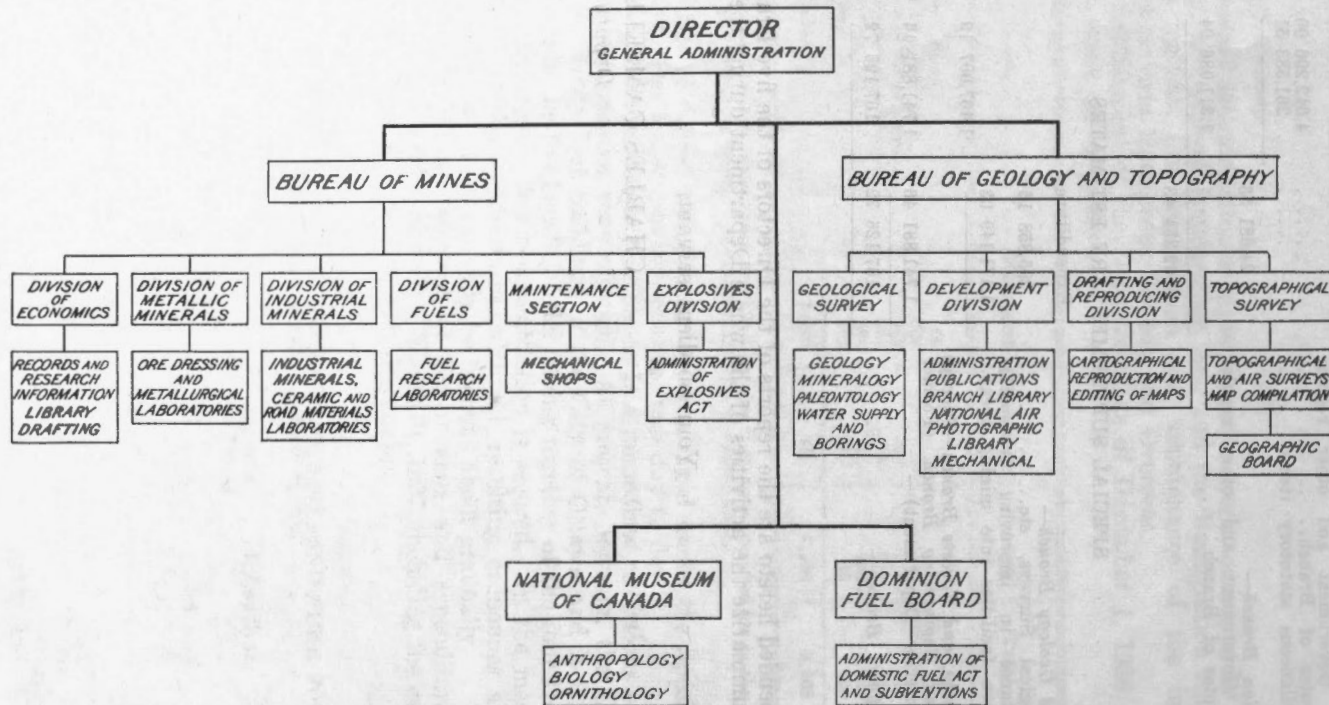 DIRECTOR
GENERAL ADMINISTRATION
BUREAU OF MINES
BUREAU OF GEOLOGY AND TOPOGRAPHY
DIVISION
OF
ECONOMICS
DIVISION OF
METALLIC
MINERALS
DIVISION OF
INDUSTRIAL
MINERALS
DIVISION
OF
FUELS
MAINTENANCE
SECTION
EXPLOSIVES
DIVISION
GEOLOGICAL
SURVEY
DEVELOPMENT
DIVISION
DRAFTING AND
REPRODUCING
DIVISION
TOPOGRAPHICAL
SURVEY
RECORDS AND
RESEARCH
INFORMATION
LIBRARY
DRAFTING
ORE DRESSING
AND
METALLURGICAL
LABORATORIES
INDUSTRIAL
MINERALS,
CERAMIC AND
ROAD MATERIALS
LABORATORIES
FUEL
RESEARCH
LABORATORIES
MECHANICAL
SHOPS
ADMINISTRATION
OF
EXPLOSIVES
ACT
GEOLOGY
MINERALOGY
PALEONTOLOGY
WATER SUPPLY
AND
BORINGS
ADMINISTRATION
PUBLICATIONS
BRANCH LIBRARY
NATIONAL AIR
PHOTOGRAPHIC
LIBRARY
MECHANICAL
CARTOGRAPHICAL
REPRODUCTION AND
EDITING OF MAPS
TOPOGRAPHICAL
AND AIR SURVEYS
MAP COMPILATION
GEOGRAPHIC
BOARD
NATIONAL MUSEUM
OF CANADA
DOMINION
FUEL BOARD
ANTHROPOLOGY
BIOLOGY
ORNITHOLOGY
ADMINISTRATION OF
DOMESTIC FUEL ACT
AND SUBVENTIONS